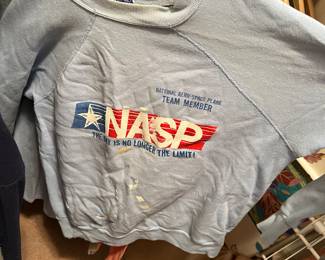 NATIONAL AERO-SPACE PLANE
TEAM MEMBER
NASP
THE SKY IS NO LONGER THE LIMIT!